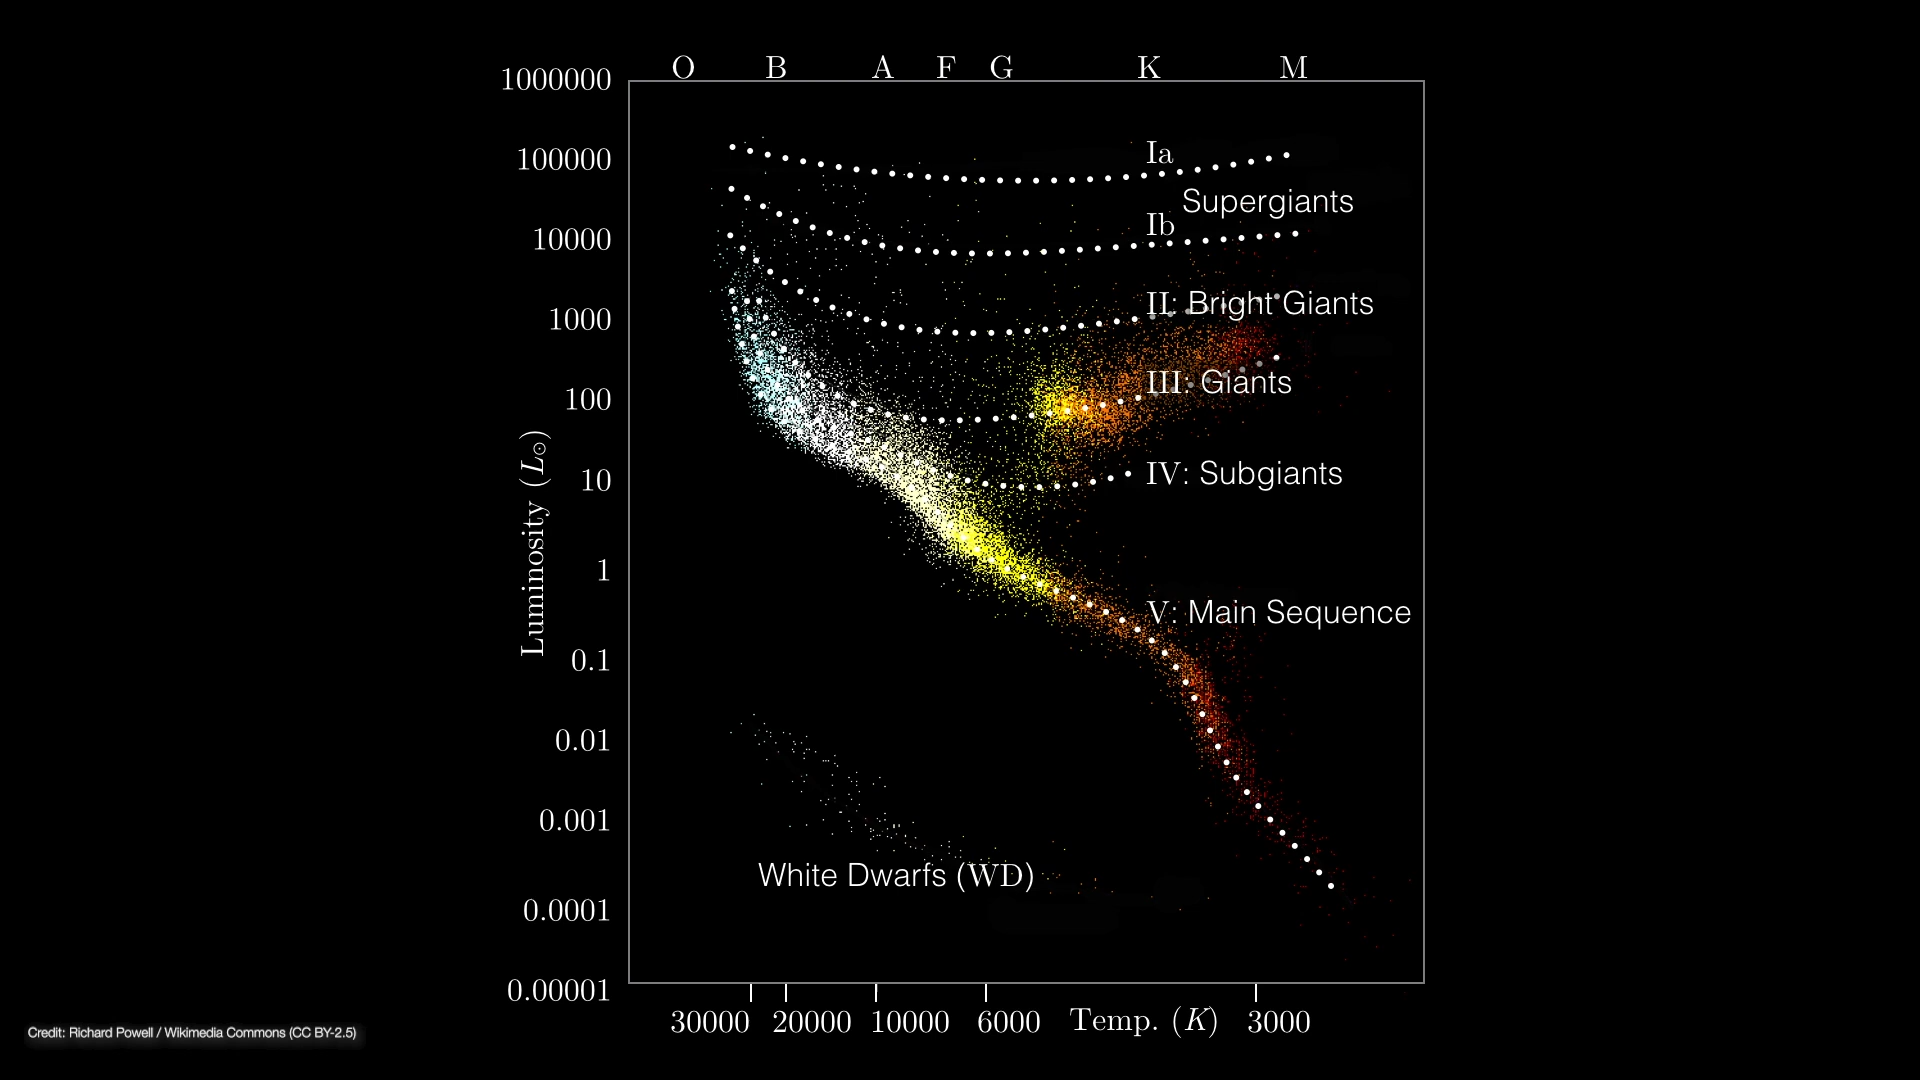 O B A F G K M
1000000
100000
10000
1000
100
10
1
0.1
0.01
0.001
0.0001
0.00001
Luminosity (L⊙)
Ia
Supergiants
Ib
II: Bright Giants
III: Giants
IV: Subgiants
V: Main Sequence
White Dwarfs (WD)
30000 20000 10000 6000 Temp. (K) 3000
Credit: Richard Powell / Wikimedia Commons (CC BY-2.5)